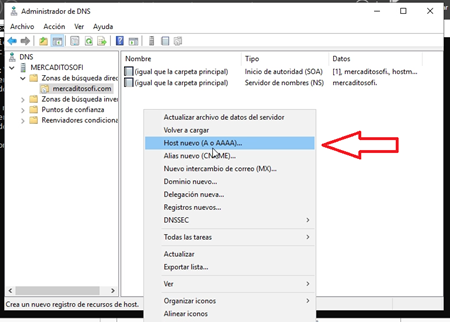 Administrador de DNS
Archivo Acción Ver Ayuda
DNS
MERCADITOSOFI
Zonas de búsqueda dire
mercaditosofi.com
Zonas de búsqueda inve
Puntos de confianza
Reenviadores condiciona
Nombre Tipo Datos
(igual que la carpeta principal) Inicio de autoridad (SOA) [1], mercaditosofi., hostm...
(igual que la carpeta principal) Servidor de nombres (NS) mercaditosofi.
Actualizar archivo de datos del servidor
Volver a cargar
Host nuevo (A o AAAA)...
Alias nuevo (CNAME)...
Nuevo intercambio de correo (MX)...
Dominio nuevo...
Delegación nueva...
Registros nuevos...
DNSSEC
Todas las tareas
Actualizar
Exportar lista...
Ver
Organizar iconos
Alinear iconos
Crea un nuevo registro de recursos de host.